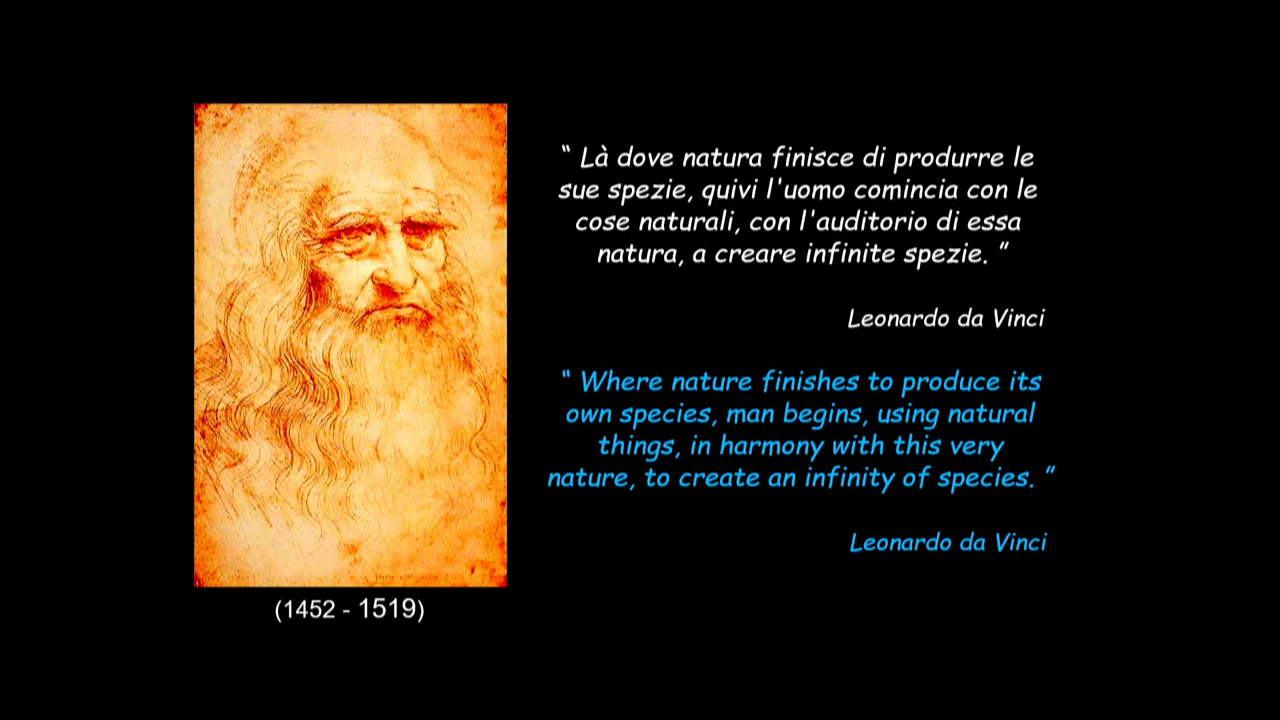 “ Là dove natura finisce di produrre le
sue spezie, quivi l'uomo comincia con le
cose naturali, con l'auditorio di essa
natura, a creare infinite spezie. ”
Leonardo da Vinci
“ Where nature finishes to produce its
own species, man begins, using natural
things, in harmony with this very
nature, to create an infinity of species. ”
Leonardo da Vinci
(1452 - 1519)